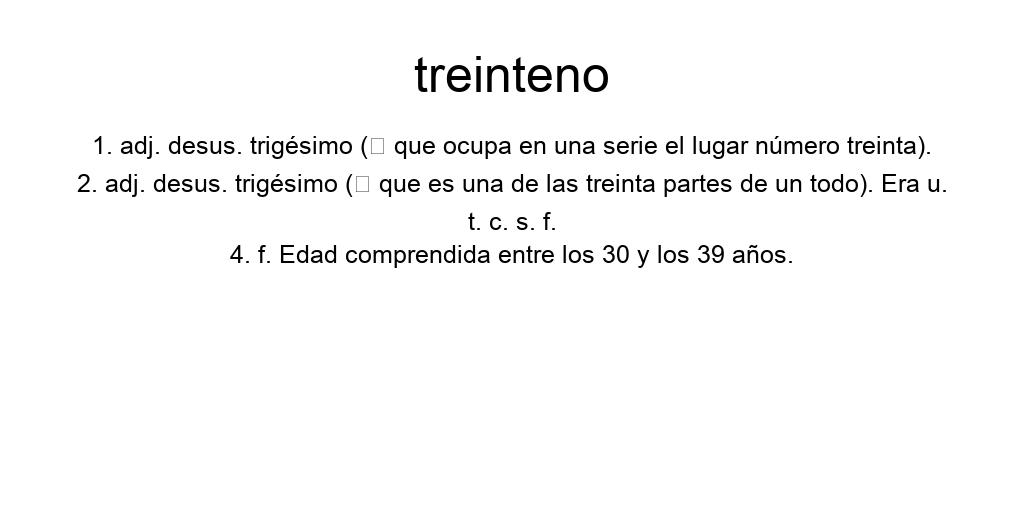 treinteno
1. adj. desus. trigésimo (□ que ocupa en una serie el lugar número treinta).
2. adj. desus. trigésimo (□ que es una de las treinta partes de un todo). Era u.
t. c. s. f.
4. f. Edad comprendida entre los 30 y los 39 años.